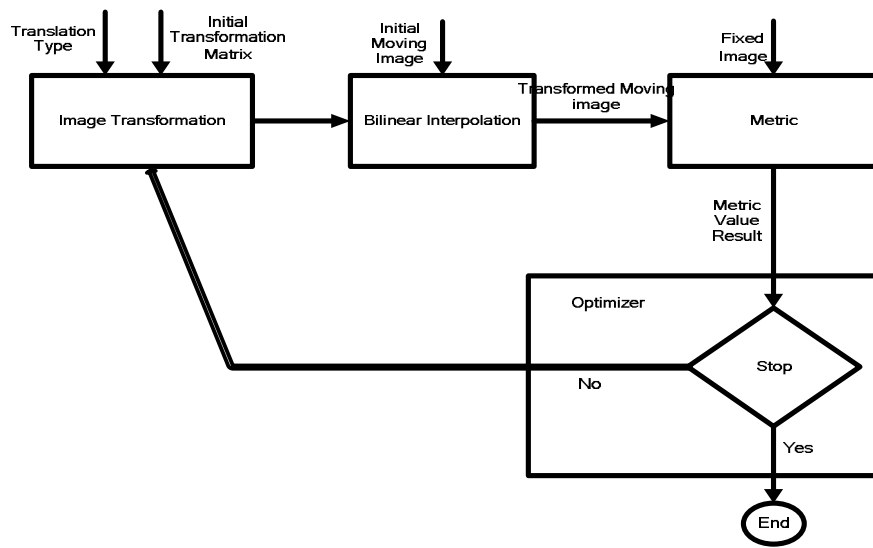 Translation
Type
Initial
Transformation
Matrix
Initial
Moving
Image
Fixed
Image
Image Transformation
Bilinear Interpolation
Transformed Moving
image
Metric
Metric
Value
Result
Optimizer
Stop
No
Yes
End